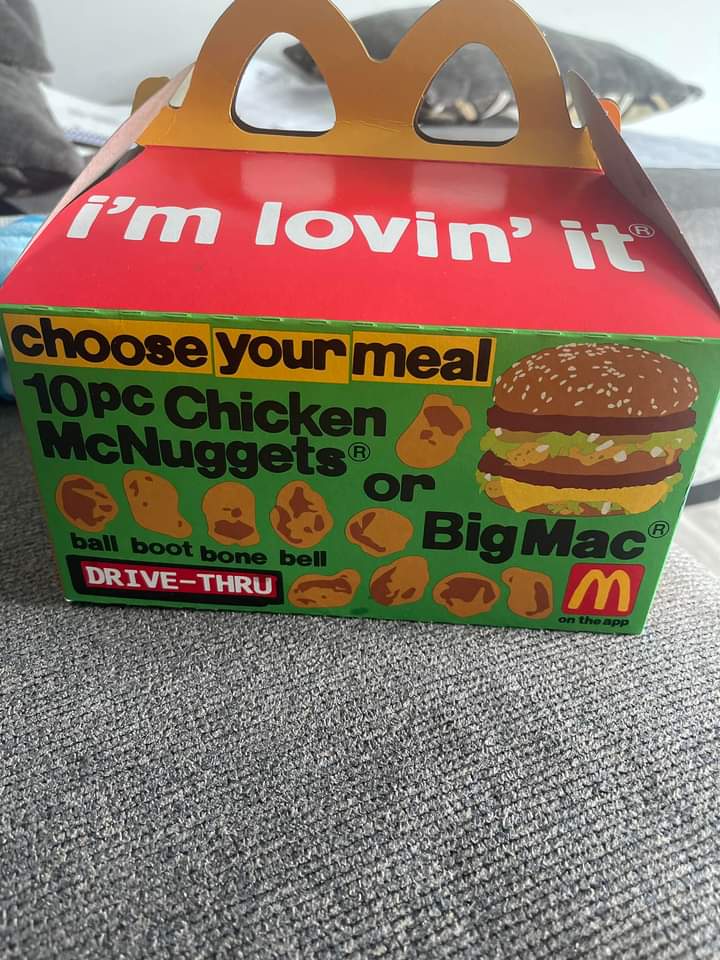 i'm lovin' it®
choose your meal
10pc Chicken
McNuggets®
or
Big Mac®
ball boot bone bell
DRIVE-THRU
on the app